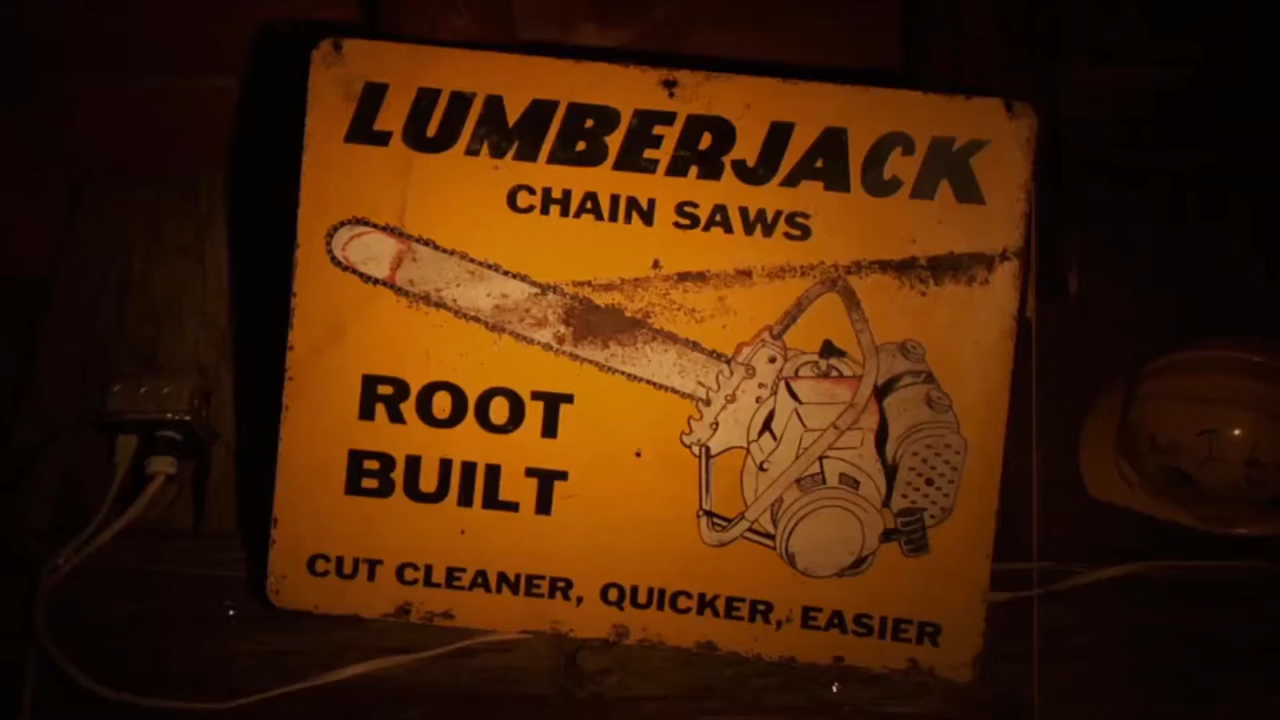 LUMBERJACK
CHAIN SAWS
ROOT
BUILT
CUT CLEANER, QUICKER, EASIER